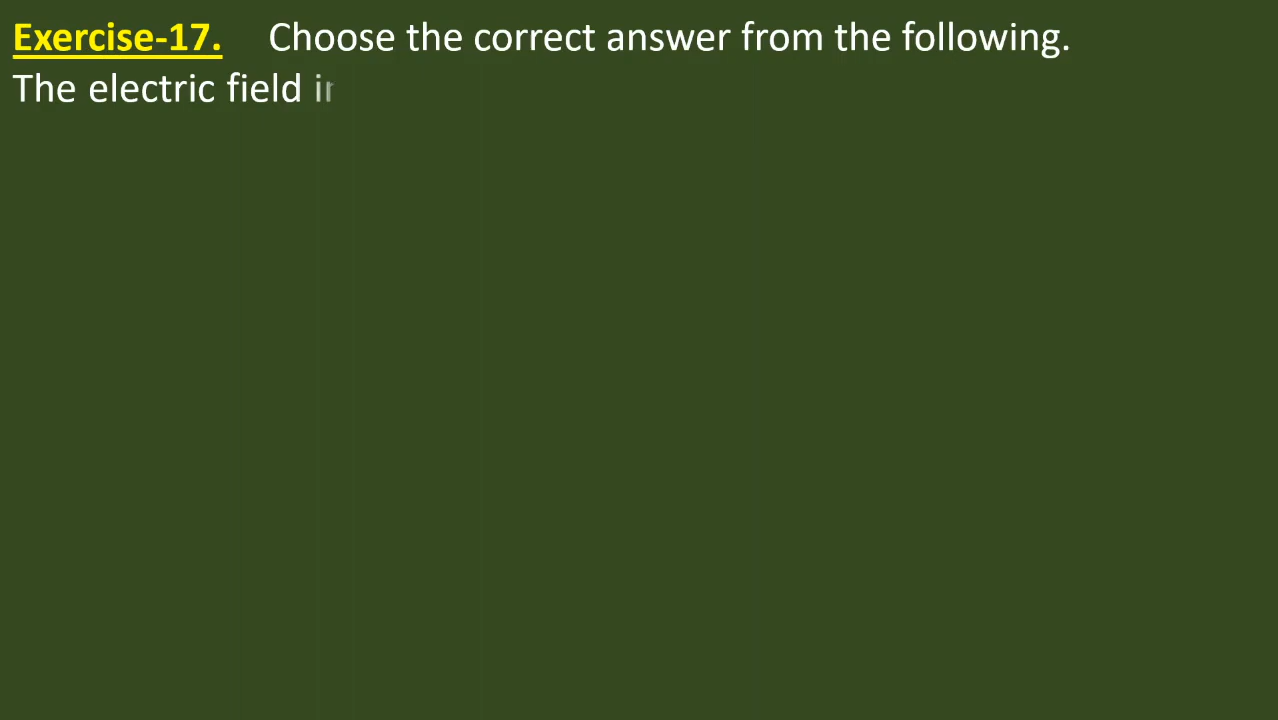 Exercise-17. Choose the correct answer from the following.
The electric field